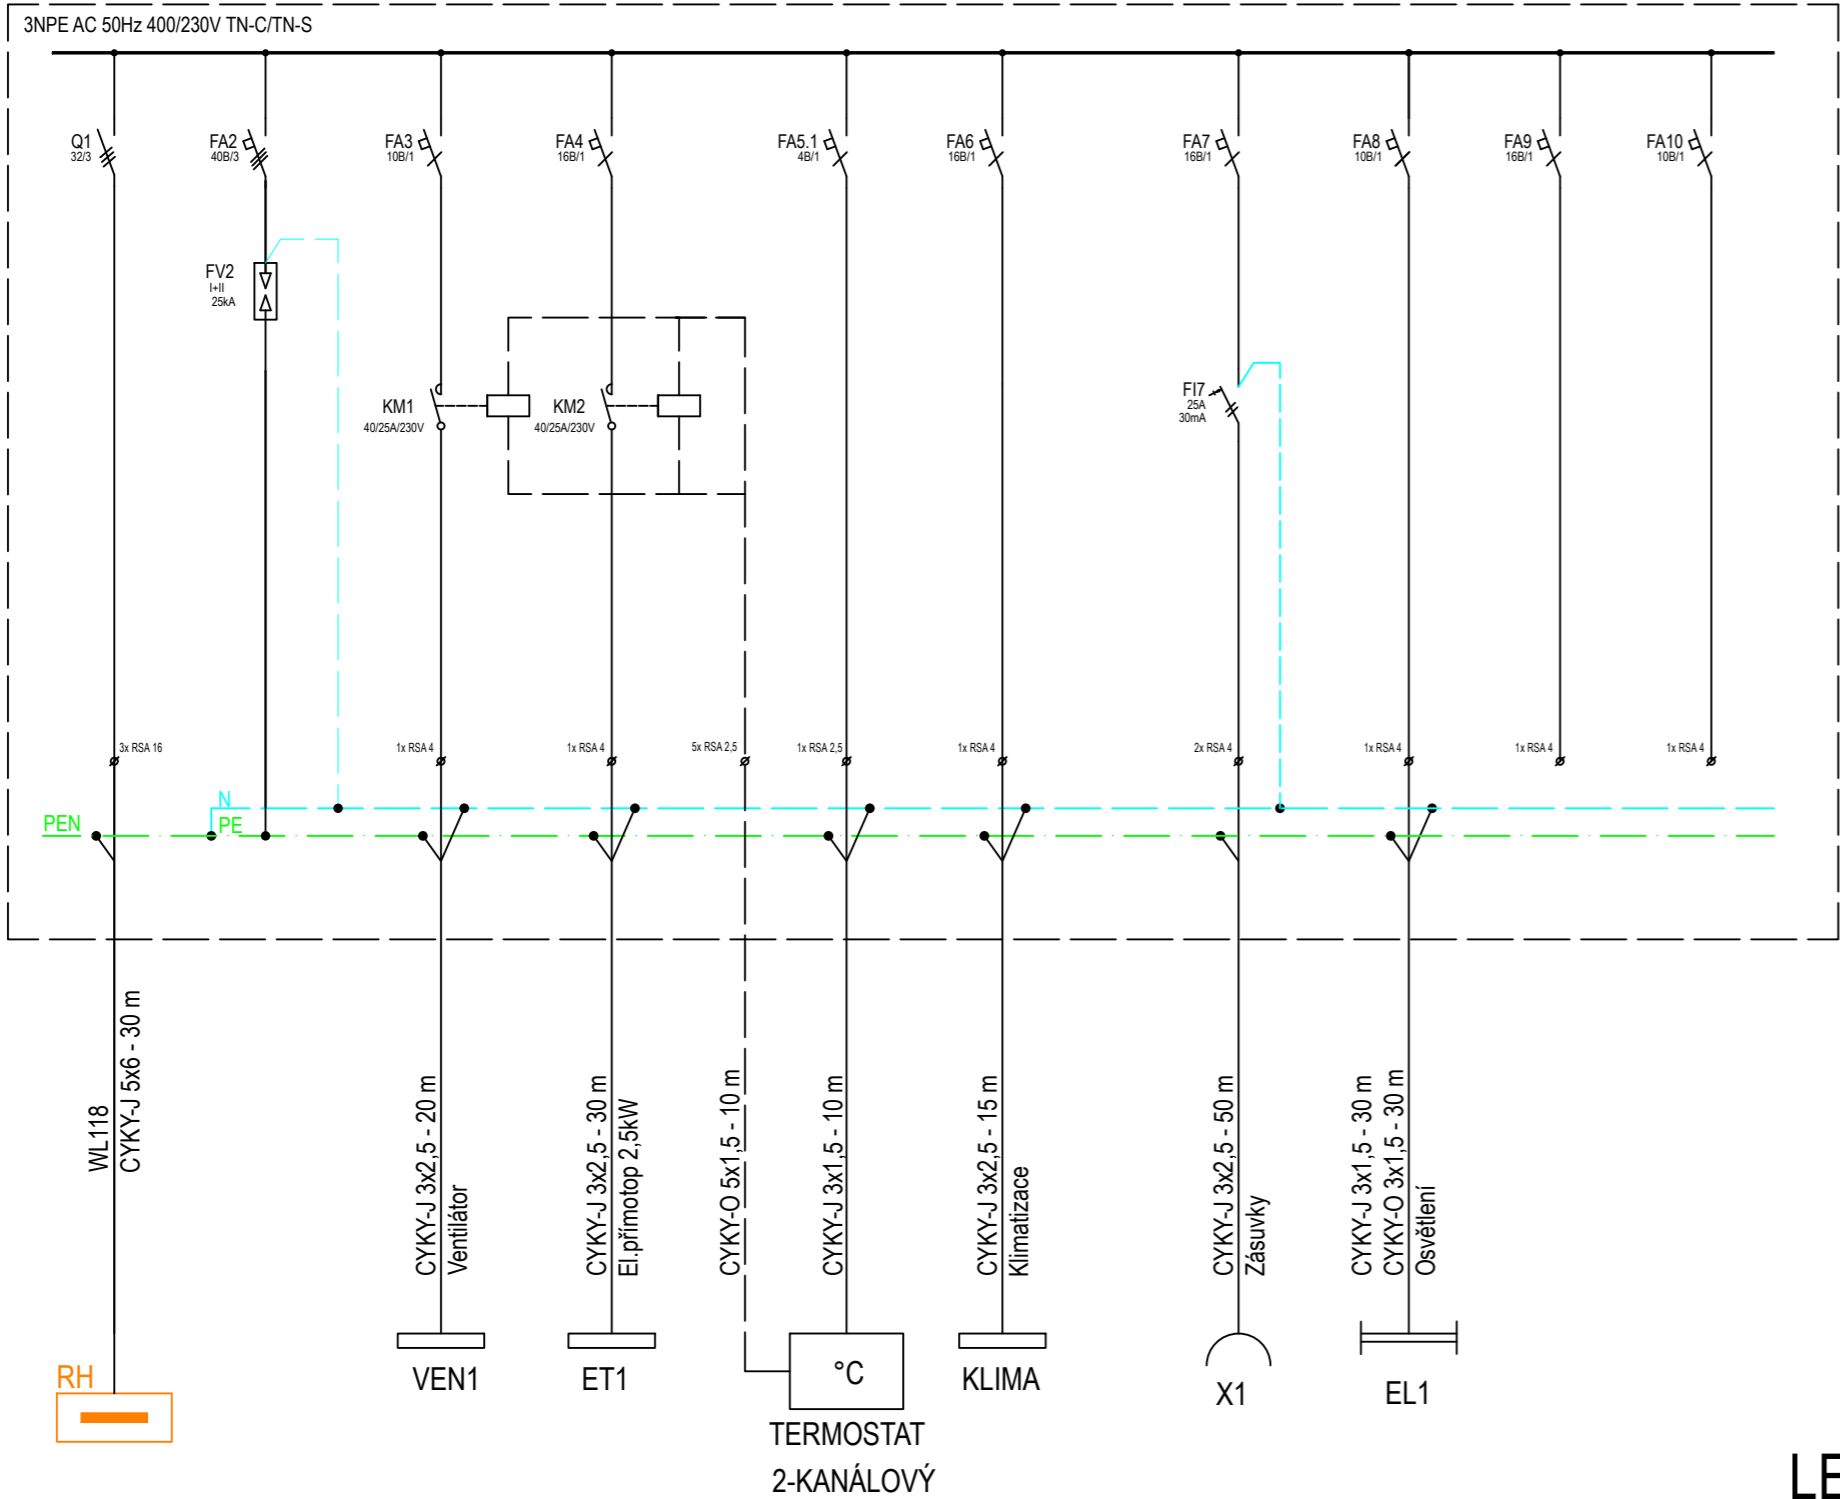 3NPE AC 50Hz 400/230V TN-C/TN-S
Q1
32/3
FA2
40B/3
FA3
10B/1
FA4
16B/1
FA5.1
4B/1
FA6
16B/1
FA7
16B/1
FA8
10B/1
FA9
16B/1
FA10
10B/1
FV2
I+II
25kA
KM1
40/25A/230V
KM2
40/25A/230V
FI7
25A
30mA
3x RSA 16
1x RSA 4
1x RSA 4
5x RSA 2,5
1x RSA 2,5
1x RSA 4
2x RSA 4
1x RSA 4
1x RSA 4
1x RSA 4
N
PEN
PE
WL118
CYKY-J 5x6 - 30 m
CYKY-J 3x2,5 - 20 m
Ventilátor
CYKY-J 3x2,5 - 30 m
El.přímotop 2,5kW
CYKY-O 5x1,5 - 10 m
CYKY-J 3x1,5 - 10 m
CYKY-J 3x2,5 - 15 m
Klimatizace
CYKY-J 3x2,5 - 50 m
Zásuvky
CYKY-J 3x1,5 - 30 m
CYKY-O 3x1,5 - 30 m
Osvětlení
RH
VEN1
ET1
°C
TERMOSTAT
2-KANÁLOVÝ
KLIMA
X1
EL1
LE